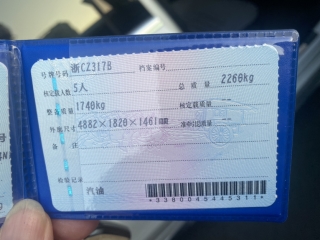 号牌号码 浙CZ317B 档案编号
核定载人数 5人 总 质 量 2260kg
整备质量 1740kg 核定载质量 --
外廓尺寸 4882×1820×1461mm 准牵引总质量 --
备 注
检验记录
汽油
*3380045445311*